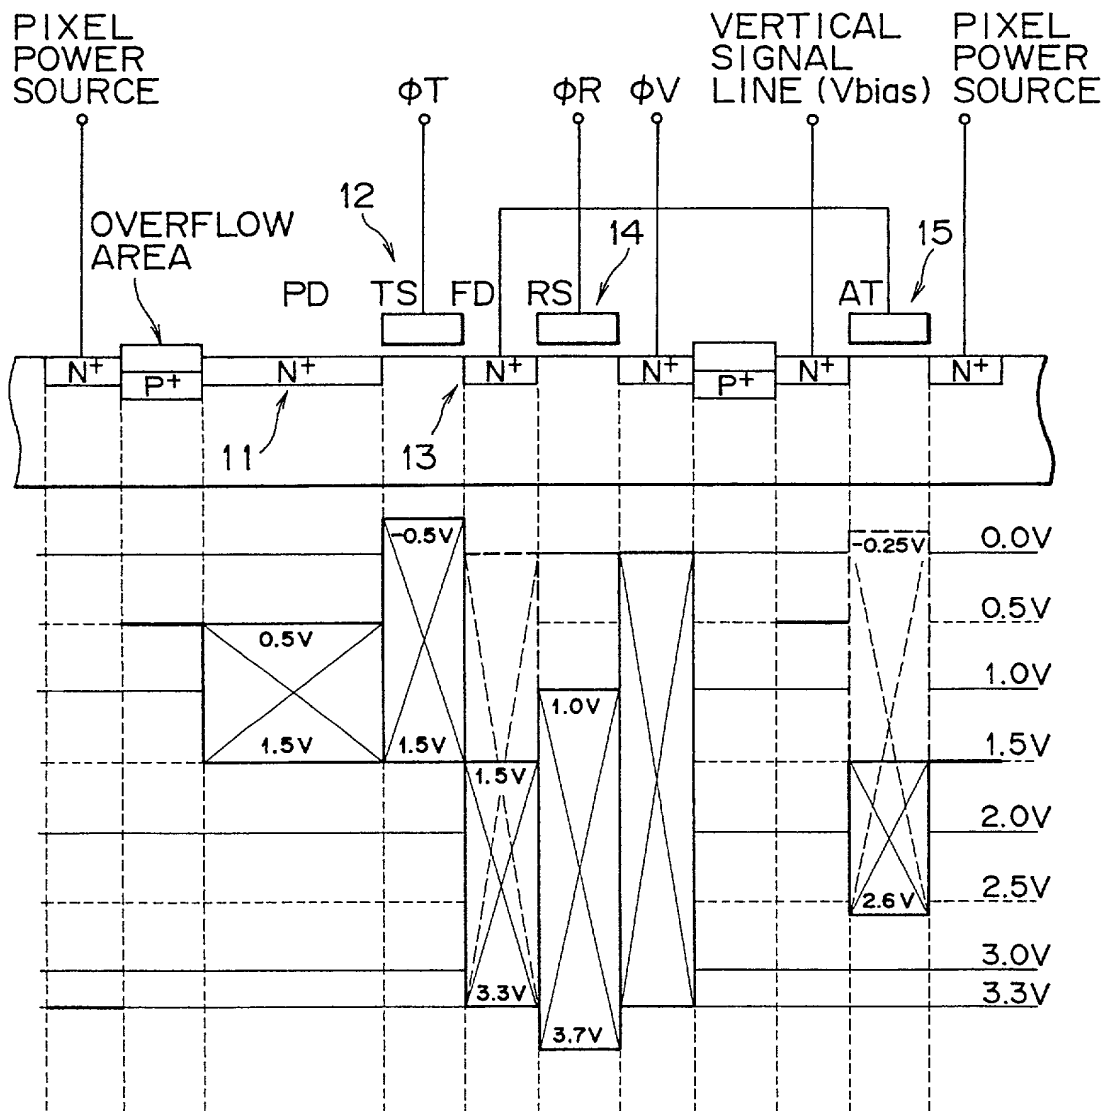 PIXEL
POWER
SOURCE
ΦT
ΦR
ΦV
VERTICAL
SIGNAL
LINE (Vbias)
PIXEL
POWER
SOURCE
OVERFLOW
AREA
12
14
15
PD
TS
FD
RS
AT
N+
P+
N+
N+
N+
P+
N+
N+
11
13
-0.5V
-0.25V
0.0V
0.5V
0.5V
1.0V
1.0V
1.5V
1.5V
1.5V
1.5V
2.0V
2.6V
2.5V
3.0V
3.3V
3.3V
3.7V